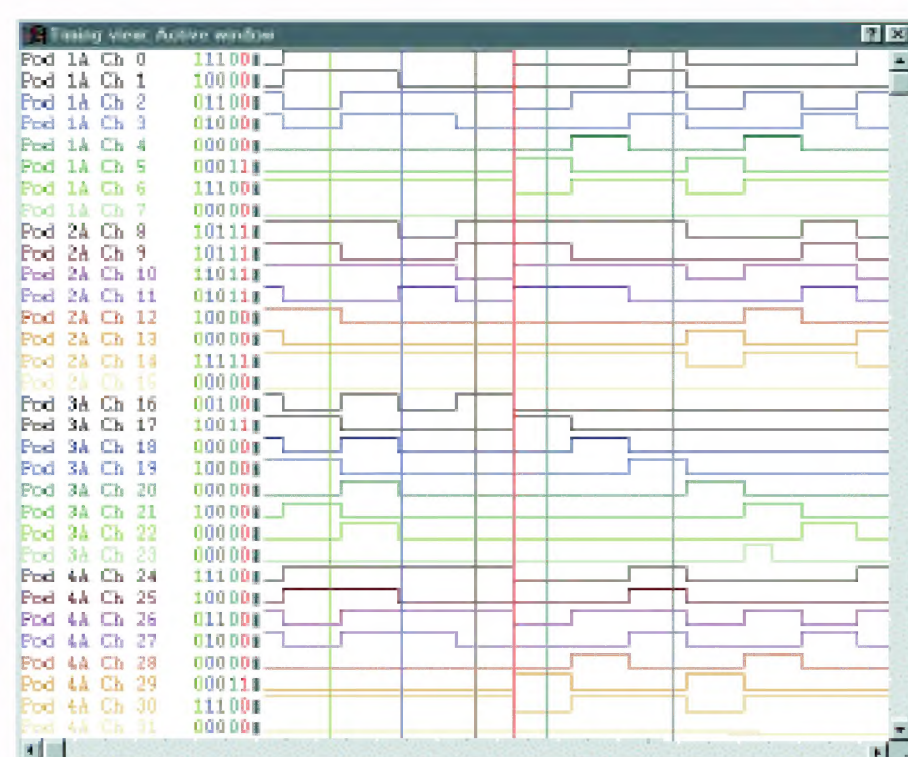 Timing view: Active window
Pod 1A Ch 0 11100
Pod 1A Ch 1 10000
Pod 1A Ch 2 01100
Pod 1A Ch 3 01000
Pod 1A Ch 4 00000
Pod 1A Ch 5 00011
Pod 1A Ch 6 11100
Pod 1A Ch 7 00000
Pod 2A Ch 8 10111
Pod 2A Ch 9 10111
Pod 2A Ch 10 11011
Pod 2A Ch 11 01011
Pod 2A Ch 12 10000
Pod 2A Ch 13 00000
Pod 2A Ch 14 11111
Pod 2A Ch 15 00000
Pod 3A Ch 16 00100
Pod 3A Ch 17 10011
Pod 3A Ch 18 00000
Pod 3A Ch 19 10000
Pod 3A Ch 20 00000
Pod 3A Ch 21 10000
Pod 3A Ch 22 00000
Pod 3A Ch 23 00000
Pod 4A Ch 24 11100
Pod 4A Ch 25 10000
Pod 4A Ch 26 01100
Pod 4A Ch 27 01000
Pod 4A Ch 28 00000
Pod 4A Ch 29 00011
Pod 4A Ch 30 11100
Pod 4A Ch 31 00000